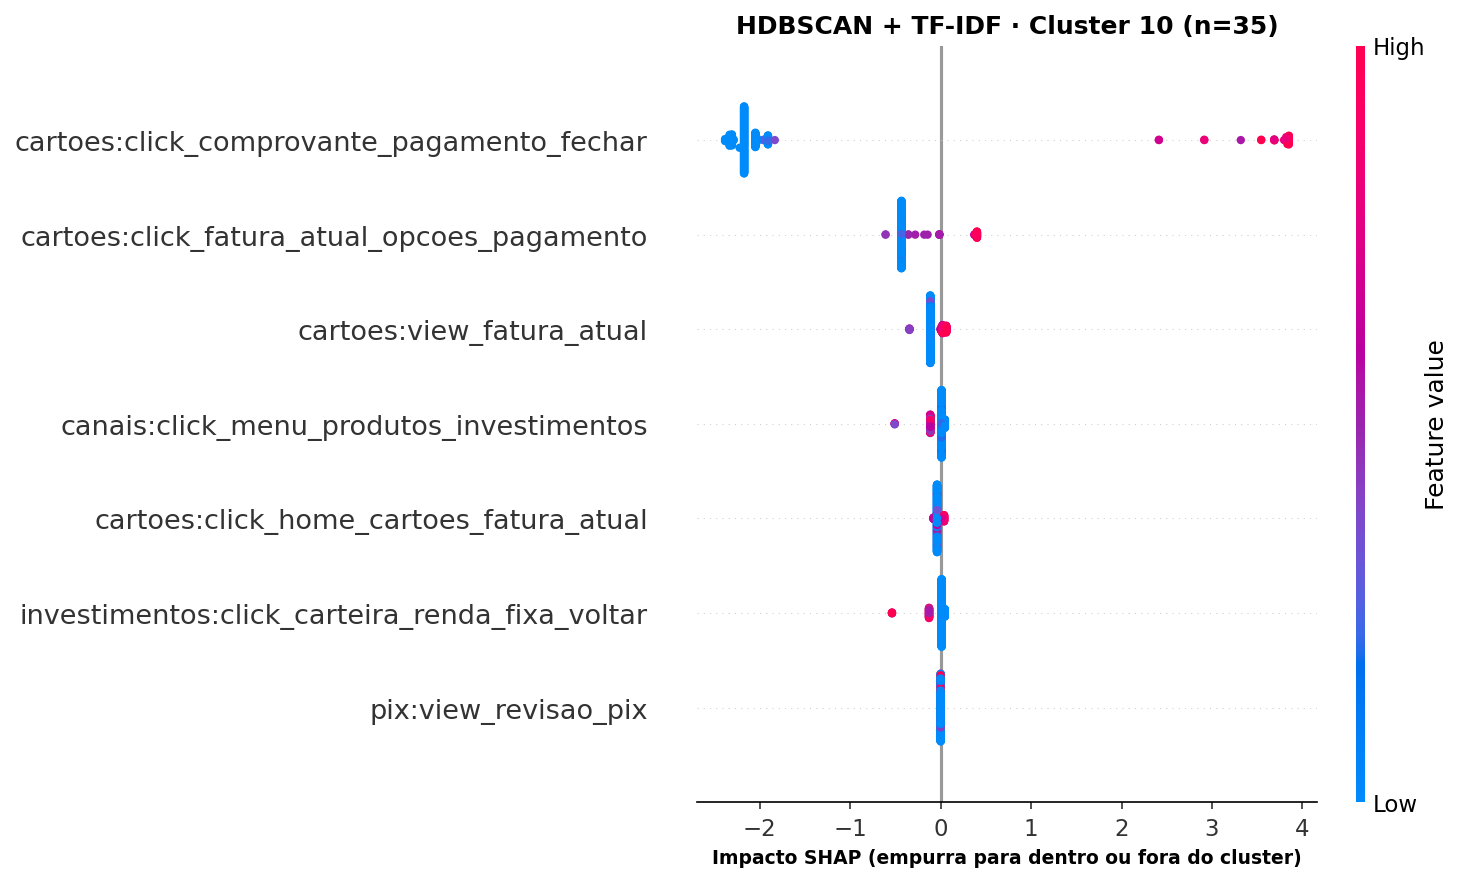 HDBSCAN + TF-IDF · Cluster 10 (n=35)
High
cartoes:click_comprovante_pagamento_fechar
cartoes:click_fatura_atual_opcoes_pagamento
cartoes:view_fatura_atual
canais:click_menu_produtos_investimentos
cartoes:click_home_cartoes_fatura_atual
investimentos:click_carteira_renda_fixa_voltar
pix:view_revisao_pix
Feature value
Low
−2 −1 0 1 2 3 4
Impacto SHAP (empurra para dentro ou fora do cluster)